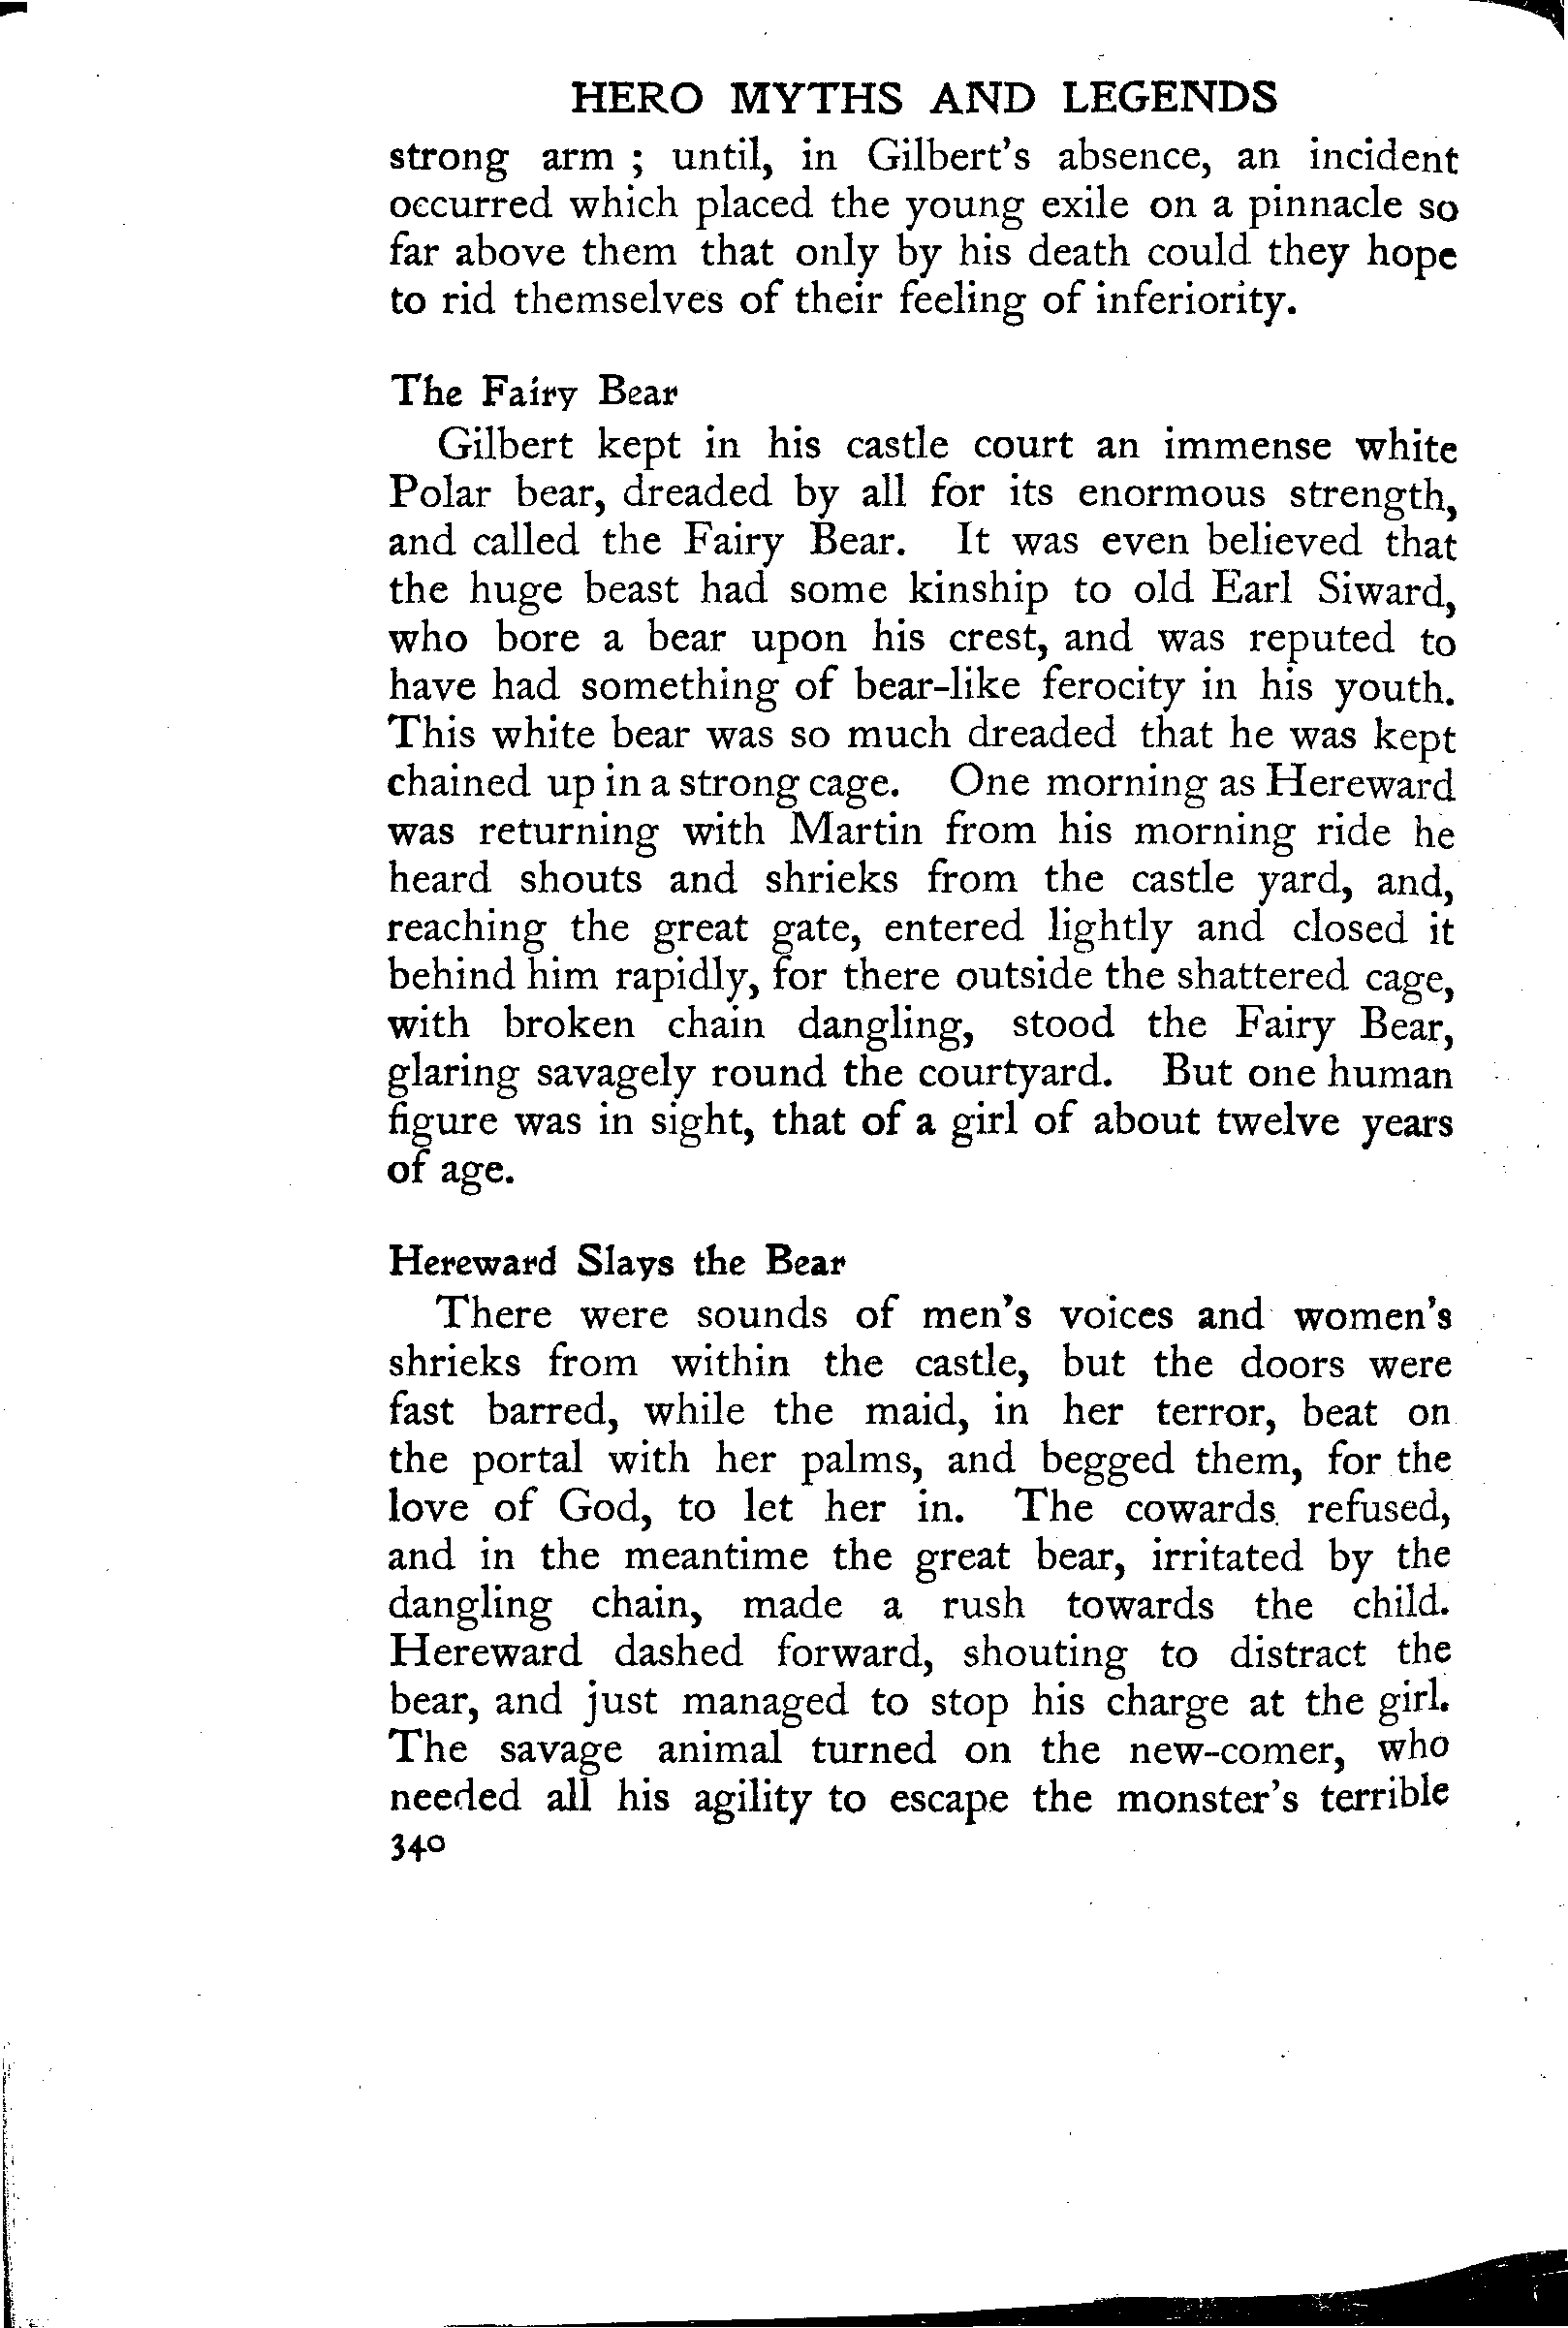 HERO MYTHS AND LEGENDS
strong arm ; until, in Gilbert's absence, an incident
occurred which placed the young exile on a pinnacle so
far above them that only by his death could they hope
to rid themselves of their feeling of inferiority.
The Fairy Bear
Gilbert kept in his castle court an immense white
Polar bear, dreaded by all for its enormous strength,
and called the Fairy Bear. It was even believed that
the huge beast had some kinship to old Earl Siward,
who bore a bear upon his crest, and was reputed to
have had something of bear-like ferocity in his youth.
This white bear was so much dreaded that he was kept
chained up in a strong cage. One morning as Hereward
was returning with Martin from his morning ride he
heard shouts and shrieks from the castle yard, and,
reaching the great gate, entered lightly and closed it
behind him rapidly, for there outside the shattered cage,
with broken chain dangling, stood the Fairy Bear,
glaring savagely round the courtyard. But one human
figure was in sight, that of a girl of about twelve years
of age.
Hereward Slays the Bear
There were sounds of men's voices and women's
shrieks from within the castle, but the doors were
fast barred, while the maid, in her terror, beat on
the portal with her palms, and begged them, for the
love of God, to let her in. The cowards refused,
and in the meantime the great bear, irritated by the
dangling chain, made a rush towards the child.
Hereward dashed forward, shouting to distract the
bear, and just managed to stop his charge at the girl.
The savage animal turned on the new-comer, who
needed all his agility to escape the monster's terrible
340